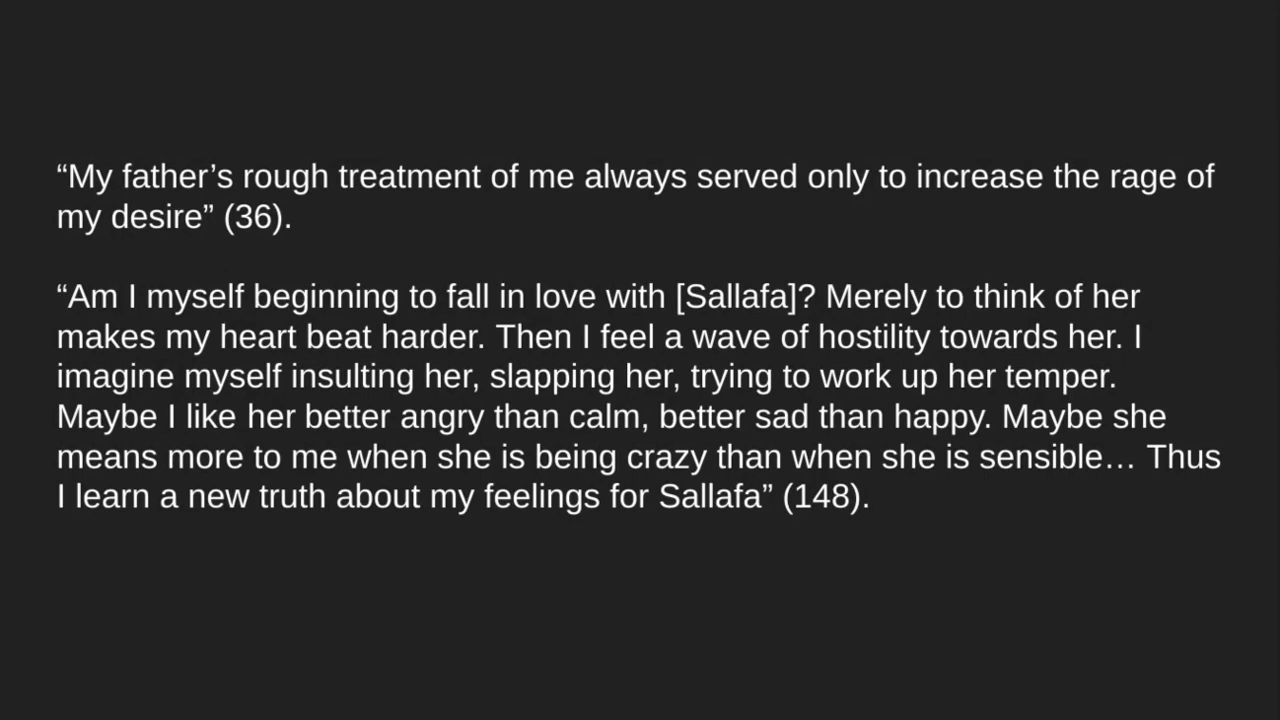 “My father’s rough treatment of me always served only to increase the rage of
my desire” (36).
“Am I myself beginning to fall in love with [Sallafa]? Merely to think of her
makes my heart beat harder. Then I feel a wave of hostility towards her. I
imagine myself insulting her, slapping her, trying to work up her temper.
Maybe I like her better angry than calm, better sad than happy. Maybe she
means more to me when she is being crazy than when she is sensible… Thus
I learn a new truth about my feelings for Sallafa” (148).